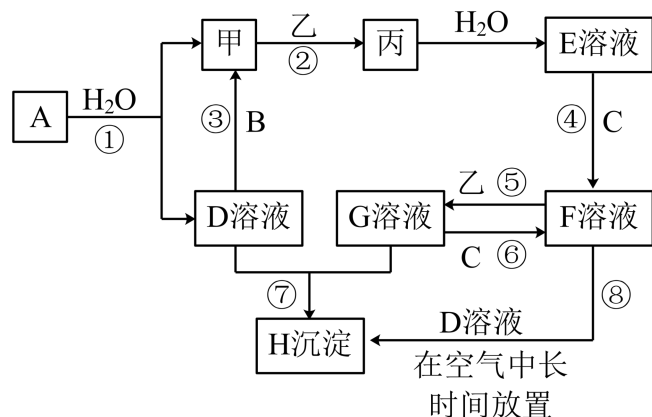 甲
乙
②
丙
H₂O
E溶液
A
H₂O
①
③
B
④
C
D溶液
G溶液
乙 ⑤
C ⑥
F溶液
⑦
⑧
H沉淀
D溶液
在空气中长
时间放置